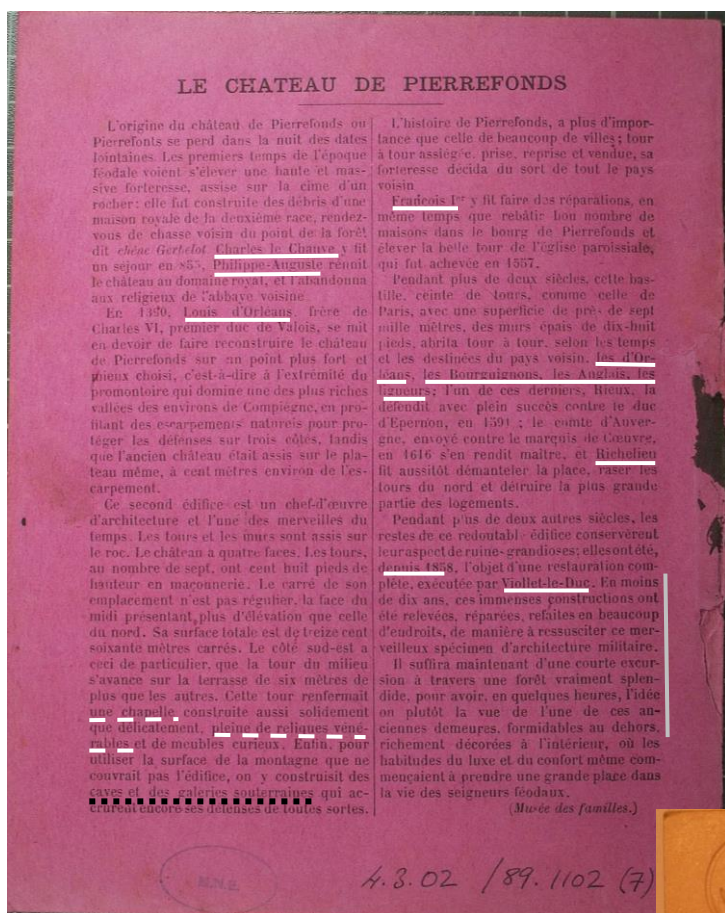 LE CHATEAU DE PIERREFONDS
L'origine du château de Pierrefonds ou
Pierrefonts se perd dans la nuit des dates
lointaines. Les premiers temps de l'époque
féodale voient s'élever une haute et mas-
sive forteresse, assise sur la cime d'un
rocher; elle fut construite des débris d'une
maison royale de la deuxième race, rendez-
vous de chasse voisin du point de la forêt
dit chêne Gerbelot Charles le Chauve y fit
un séjour en 855, Philippe-Auguste réunit
le château au domaine royal, et l'abandonna
aux religieux de l'abbaye voisine
En 1390, Louis d'Orléans, frère de
Charles VI, premier duc de Valois, se mit
en devoir de faire reconstruire le château
de Pierrefonds sur un point plus fort et
mieux choisi, c'est-à-dire à l'extrémité du
promontoire qui domine une des plus riches
vallées des environs de Compiègne, en pro-
fitant des escarpements naturels pour pro-
téger les défenses sur trois côtés, tandis
que l'ancien château était assis sur le pla-
teau même, à cent mètres environ de l'es-
carpement.
Ce second édifice est un chef-d'œuvre
d'architecture et l'une des merveilles du
temps. Les tours et les murs sont assis sur
le roc. Le château a quatre faces. Les tours,
au nombre de sept, ont cent huit pieds de
hauteur en maçonnerie. Le carré de son
emplacement n'est pas régulier, la face du
midi présentant plus d'élévation que celle
du nord. Sa surface totale est de treize cent
soixante mètres carrés. Le côté sud-est a
ceci de particulier, que la tour du milieu
s'avance sur la terrasse de six mètres de
plus que les autres. Cette tour renfermait
une chapelle construite aussi solidement
que délicatement, pleine de reliques véné-
rables et de meubles curieux. Enfin, pour
utiliser la surface de la montagne que ne
couvrait pas l'édifice, on y construisit des
caves et des galeries souterraines qui ac-
crurent encore ses défenses de toutes sortes.
L'histoire de Pierrefonds, a plus d'impor-
tance que celle de beaucoup de villes; tour
à tour assiégée, prise, reprise et vendue, sa
forteresse décida du sort de tout le pays
voisin
François Ier y fit faire des réparations, en
même temps que rebâtir bon nombre de
maisons dans le bourg de Pierrefonds et
élever la belle tour de l'église paroissiale,
qui fut achevée en 1557.
Pendant plus de deux siècles, cette bas-
tille, ceinte de tours, comme celle de
Paris, avec une superficie de près de sept
mille mètres, des murs épais de dix-huit
pieds, abrita tour à tour, selon les temps
et les destinées du pays voisin, les d'Or-
léans, les Bourguignons, les Anglais, les
ligueurs; l'un de ces derniers, Rieux, la
défendit avec plein succès contre le duc
d'Epernon, en 1591; le comte d'Auver-
gne, envoyé contre le marquis de Cœuvre,
en 1616 s'en rendit maître, et Richelieu
fit aussitôt démanteler la place, raser les
tours du nord et détruire la plus grande
partie des logements.
Pendant plus de deux autres siècles, les
restes de ce redoutable édifice conservèrent
leur aspect de ruines grandioses; elles ont été,
depuis 1858, l'objet d'une restauration com-
plète, exécutée par Viollet-le-Duc. En moins
de dix ans, ces immenses constructions ont
été relevées, réparées, refaites en beaucoup
d'endroits, de manière à ressusciter ce mer-
veilleux spécimen d'architecture militaire.
Il suffira maintenant d'une courte excur-
sion à travers une forêt vraiment splen-
dide, pour avoir, en quelques heures, l'idée
on plutôt la vue de l'une de ces an-
ciennes demeures, formidables au dehors,
richement décorées à l'intérieur, où les
habitudes du luxe et du confort même com-
mençaient à prendre une grande place dans
la vie des seigneurs féodaux.
(Musée des familles.)
M.N.E.
4.3.02 /89.1102 (7)